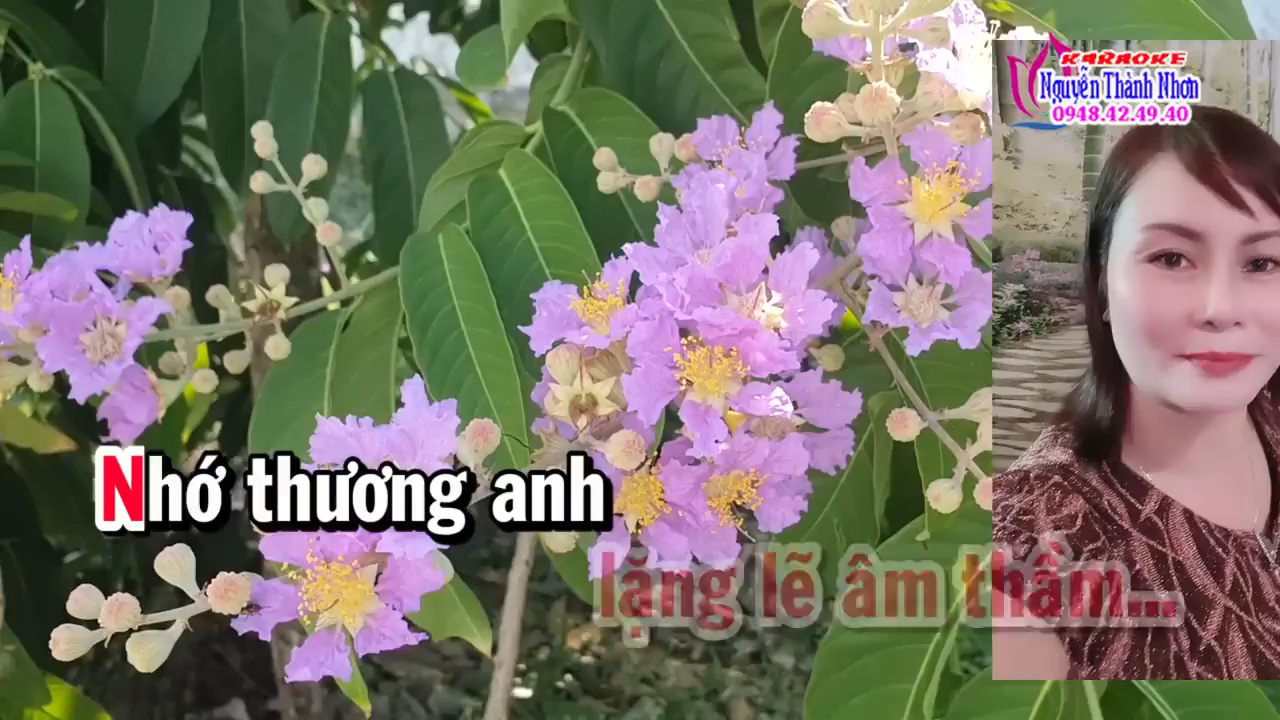 KARAOKE
Nguyễn Thành Nhơn
0948.42.49.40
Nhớ thương anh
lặng lẽ âm thầm...